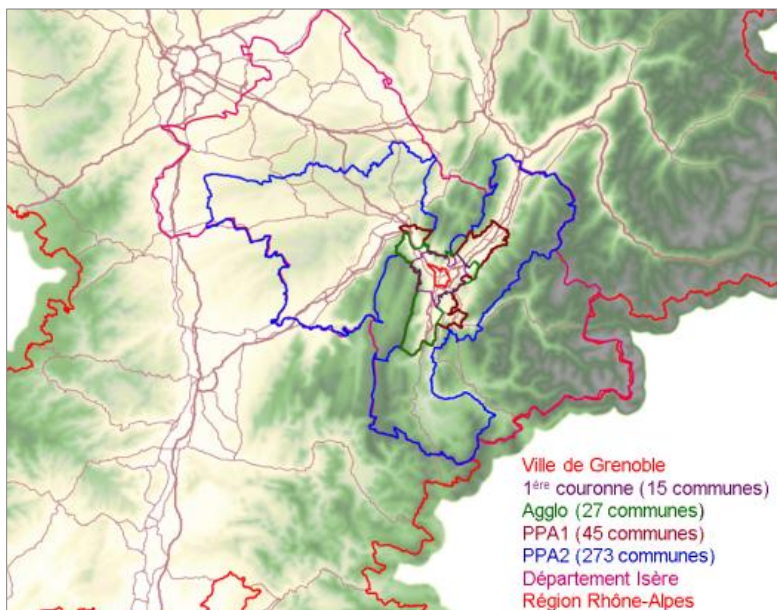 Ville de Grenoble
1ère couronne (15 communes)
Agglo (27 communes)
PPA1 (45 communes)
PPA2 (273 communes)
Département Isère
Région Rhône-Alpes